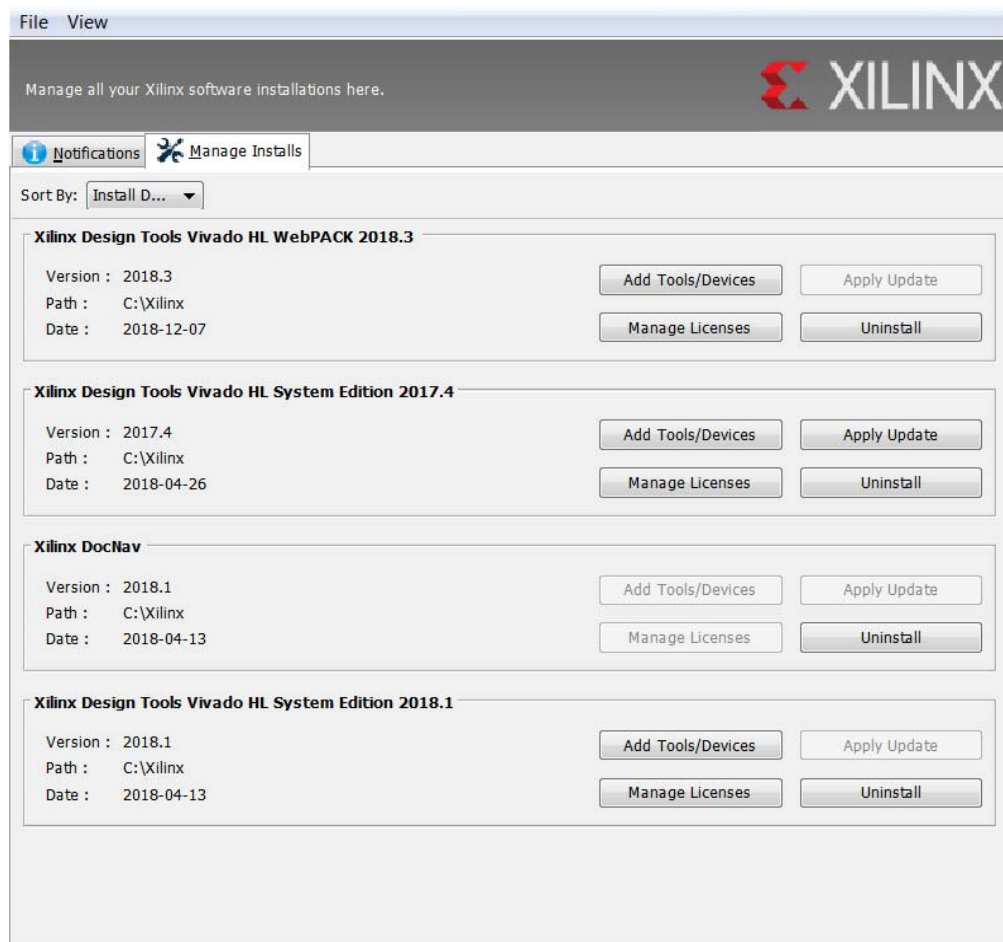 File View
Manage all your Xilinx software installations here.
XILINX
Notifications Manage Installs
Sort By: Install D...
Xilinx Design Tools Vivado HL WebPACK 2018.3
Version : 2018.3 Add Tools/Devices Apply Update
Path : C:\Xilinx
Date : 2018-12-07 Manage Licenses Uninstall
Xilinx Design Tools Vivado HL System Edition 2017.4
Version : 2017.4 Add Tools/Devices Apply Update
Path : C:\Xilinx
Date : 2018-04-26 Manage Licenses Uninstall
Xilinx DocNav
Version : 2018.1 Add Tools/Devices Apply Update
Path : C:\Xilinx
Date : 2018-04-13 Manage Licenses Uninstall
Xilinx Design Tools Vivado HL System Edition 2018.1
Version : 2018.1 Add Tools/Devices Apply Update
Path : C:\Xilinx
Date : 2018-04-13 Manage Licenses Uninstall